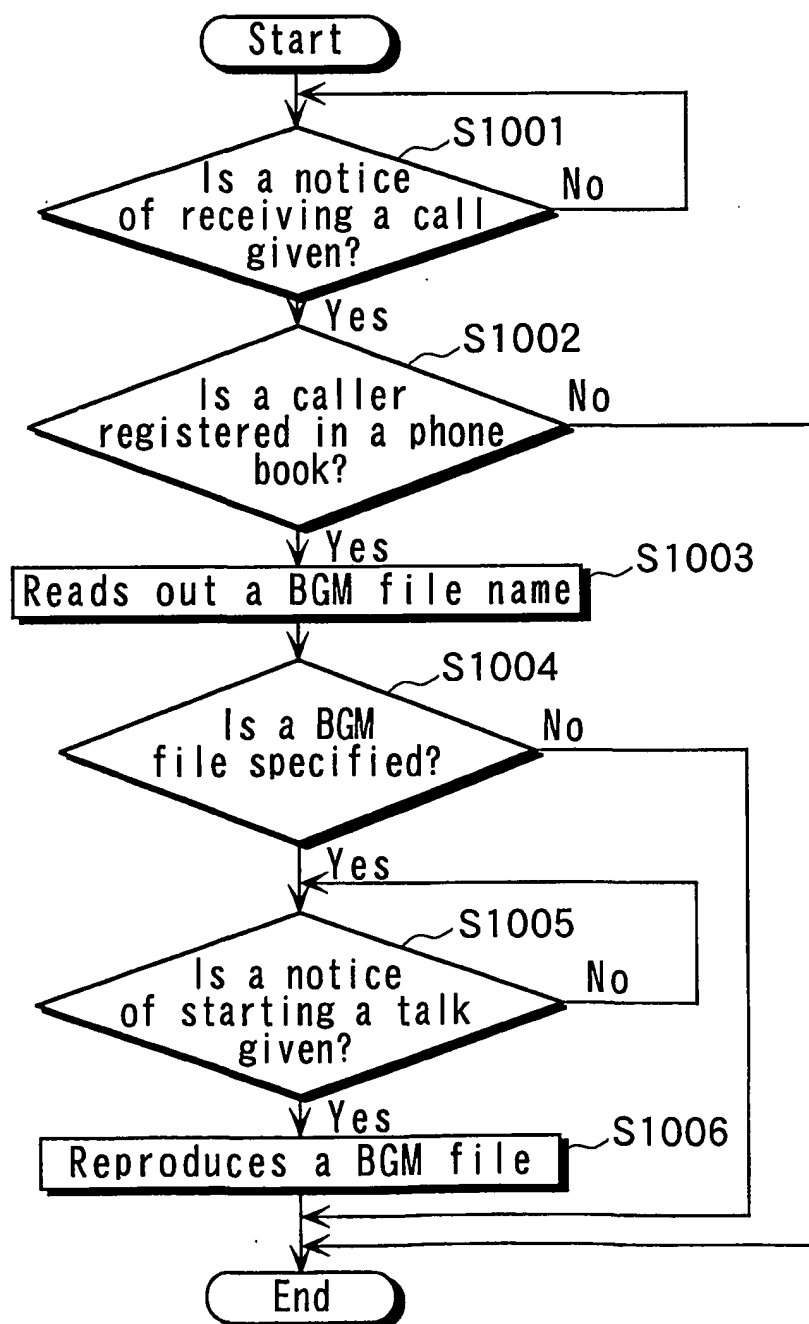 Start
S1001
Is a notice
of receiving a call
given?
No
Yes
S1002
Is a caller
registered in a phone
book?
No
Yes
S1003
Reads out a BGM file name
S1004
Is a BGM
file specified?
No
Yes
S1005
Is a notice
of starting a talk
given?
No
Yes
S1006
Reproduces a BGM file
End